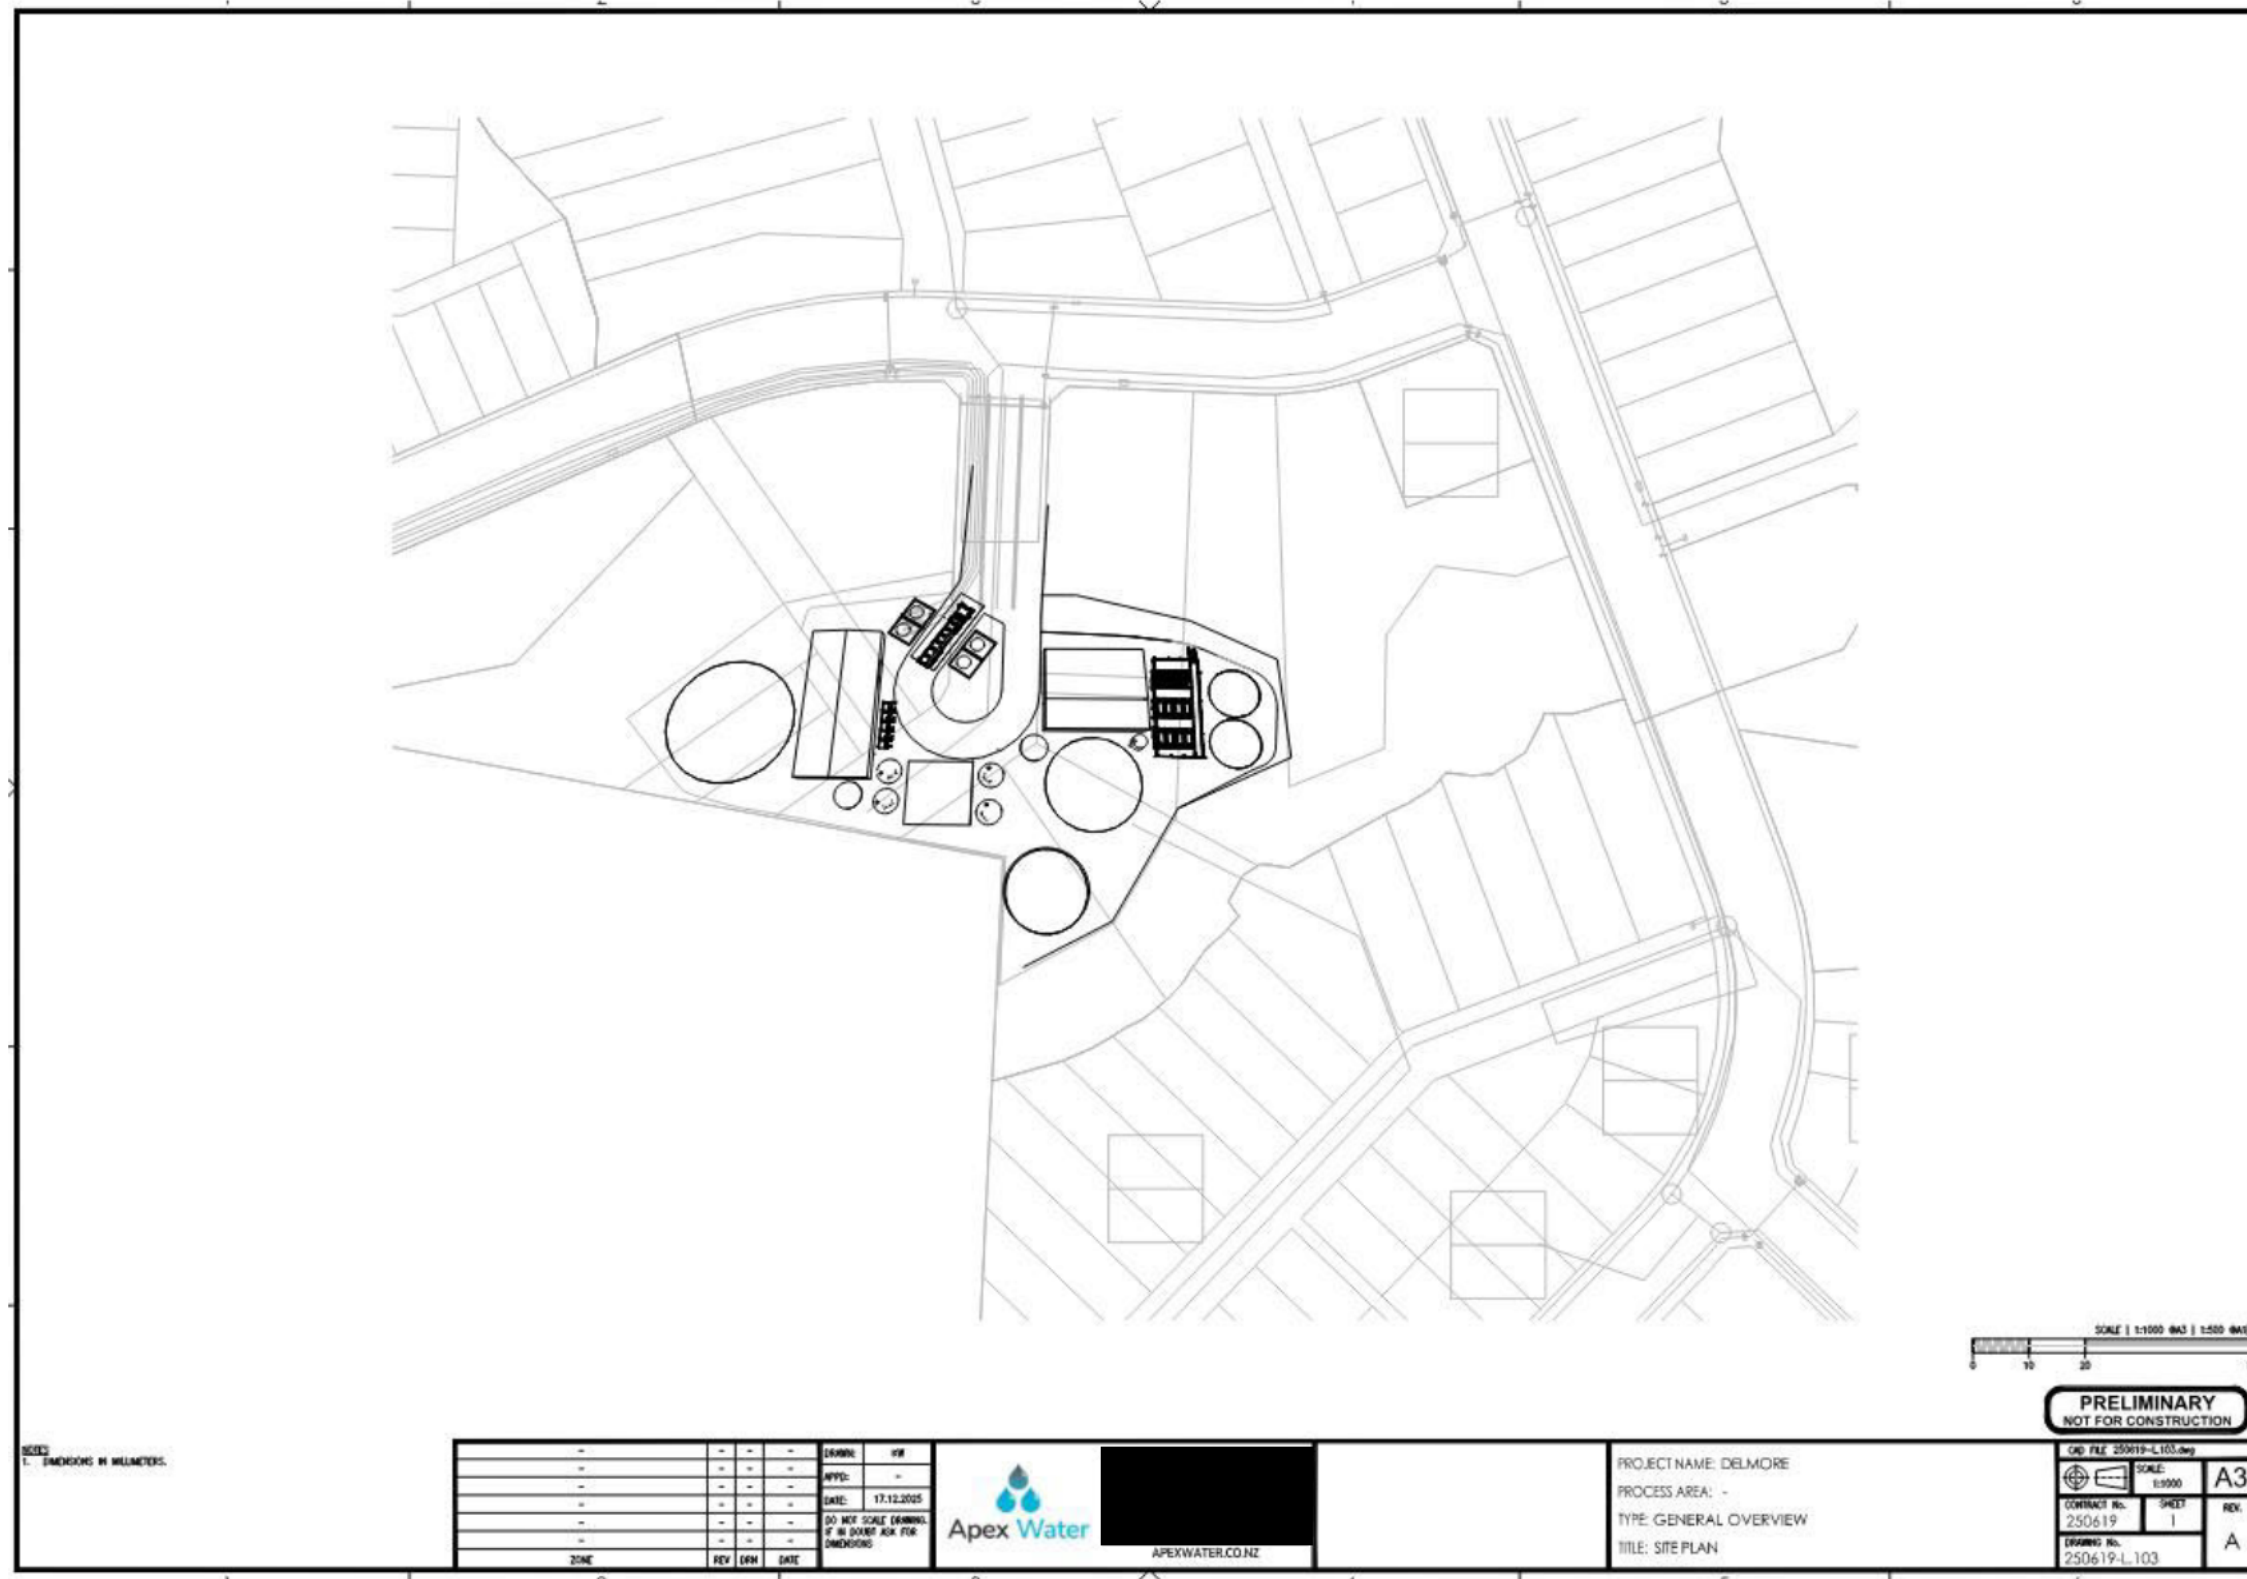 SCALE | 1:1000 @A3 | 1:500 @A1
0 10 20
PRELIMINARY
NOT FOR CONSTRUCTION
NOTES
1. DIMENSIONS IN MILLIMETERS.
ZONE REV DRN DATE
DRAWN:
APPD: -
DATE: 17.12.2025
DO NOT SCALE DRAWING.
IF IN DOUBT ASK FOR
DIMENSIONS
Apex Water
APEXWATER.CO.NZ
PROJECT NAME: DELMORE
PROCESS AREA: -
TYPE: GENERAL OVERVIEW
TITLE: SITE PLAN
CAD FILE 250619-L.103.dwg
SCALE:
1:1000
A3
CONTRACT No.
250619
SHEET
1
REV.
A
DRAWING No.
250619-L.103